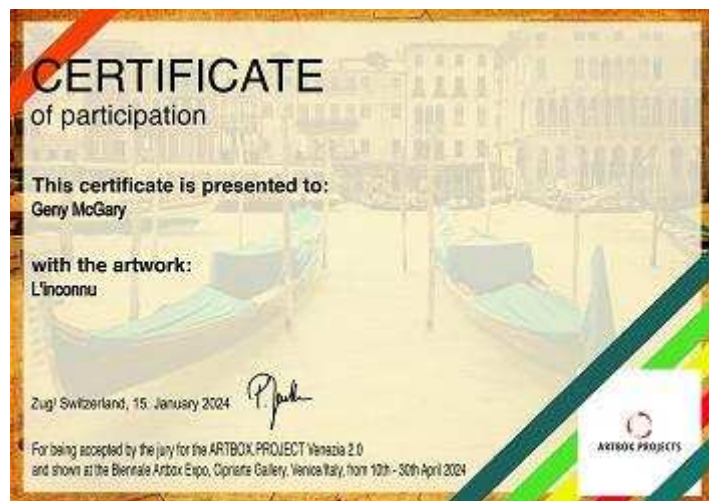 CERTIFICATE
of participation
This certificate is presented to:
Geny McGary
with the artwork:
L'inconnu
Zug/ Switzerland, 15. January 2024
For being accepted by the jury for the ARTBOX.PROJECT Venezia 2.0
and shown at the Biennale Artbox Expo, Cipriarte Gallery, Venice/Italy, from 10th - 30th April 2024
ARTBOX PROJECTS